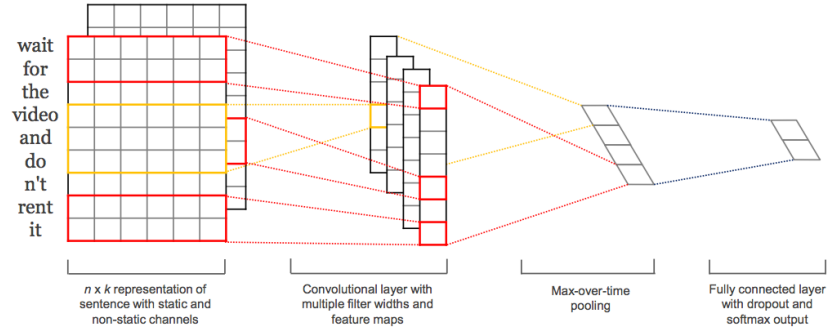 wait
for
the
video
and
do
n't
rent
it
n x k representation of
sentence with static and
non-static channels
Convolutional layer with
multiple filter widths and
feature maps
Max-over-time
pooling
Fully connected layer
with dropout and
softmax output